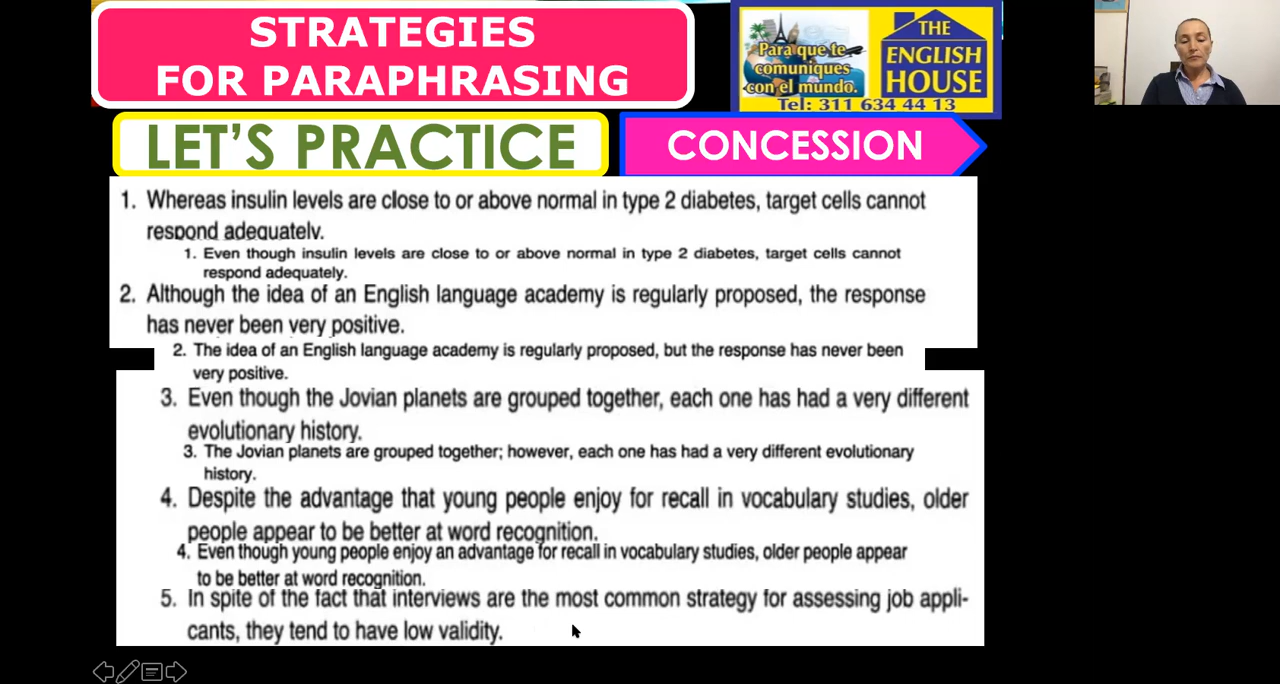 STRATEGIES
FOR PARAPHRASING
Para que te
comuniques
con el mundo.
THE
ENGLISH
HOUSE
Tel: 311 634 44 13
LET'S PRACTICE
CONCESSION
1. Whereas insulin levels are close to or above normal in type 2 diabetes, target cells cannot
respond adequately.
1. Even though insulin levels are close to or above normal in type 2 diabetes, target cells cannot
respond adequately.
2. Although the idea of an English language academy is regularly proposed, the response
has never been very positive.
2. The idea of an English language academy is regularly proposed, but the response has never been
very positive.
3. Even though the Jovian planets are grouped together, each one has had a very different
evolutionary history.
3. The Jovian planets are grouped together; however, each one has had a very different evolutionary
history.
4. Despite the advantage that young people enjoy for recall in vocabulary studies, older
people appear to be better at word recognition.
4. Even though young people enjoy an advantage for recall in vocabulary studies, older people appear
to be better at word recognition.
5. In spite of the fact that interviews are the most common strategy for assessing job appli-
cants, they tend to have low validity.